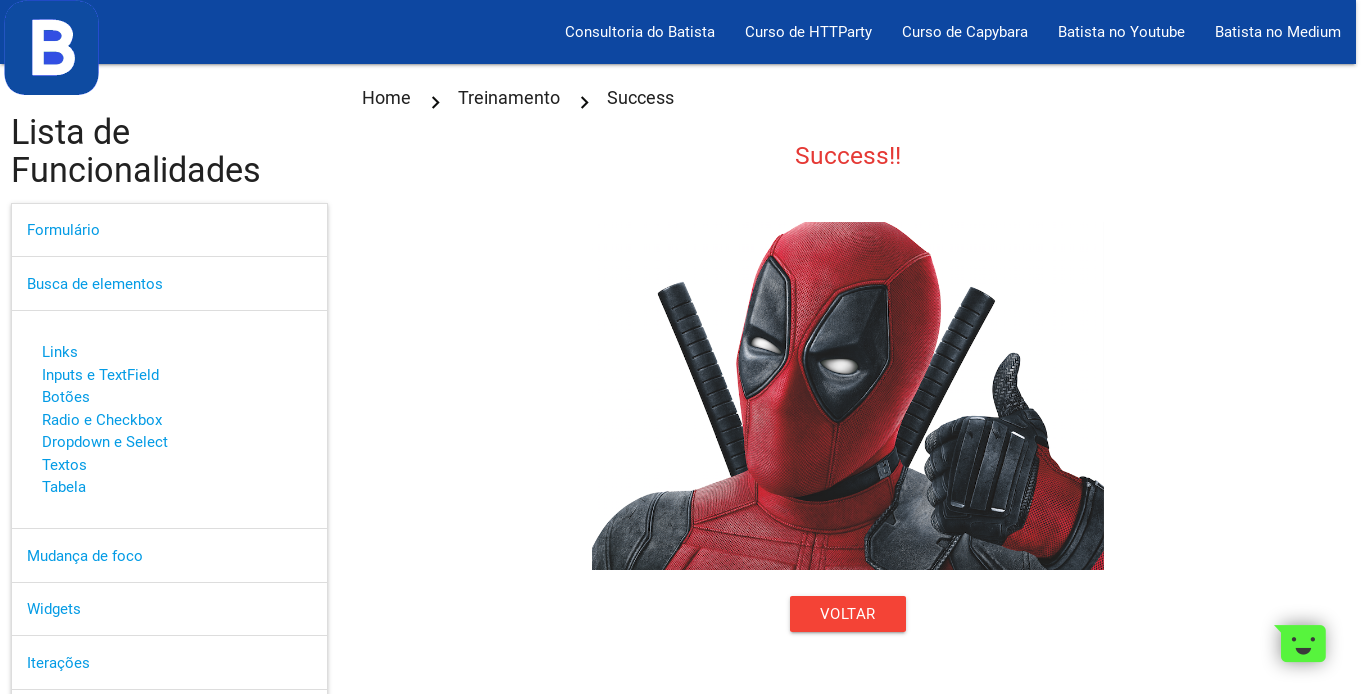 B
Consultoria do Batista
Curso de HTTParty
Curso de Capybara
Batista no Youtube
Batista no Medium
Home
Treinamento
Success
Lista de
Funcionalidades
Formulário
Busca de elementos
Links
Inputs e TextField
Botões
Radio e Checkbox
Dropdown e Select
Textos
Tabela
Mudança de foco
Widgets
Iterações
Success!!
VOLTAR